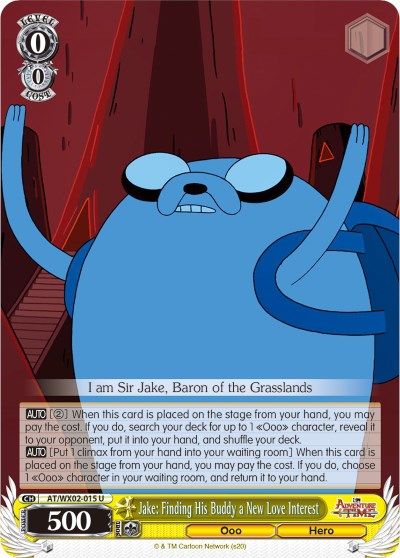 LEVEL
0
0
COST
I am Sir Jake, Baron of the Grasslands
AUTO [②] When this card is placed on the stage from your hand, you may
pay the cost. If you do, search your deck for up to 1 «Ooo» character, reveal it
to your opponent, put it into your hand, and shuffle your deck.
AUTO [Put 1 climax from your hand into your waiting room] When this card is
placed on the stage from your hand, you may pay the cost. If you do, choose
1 «Ooo» character in your waiting room, and return it to your hand.
CH AT/WX02-015 U Jake: Finding His Buddy a New Love Interest
POWER 500 SOUL Ooo Hero
ADVENTURE TIME
© & TM Cartoon Network (s20)